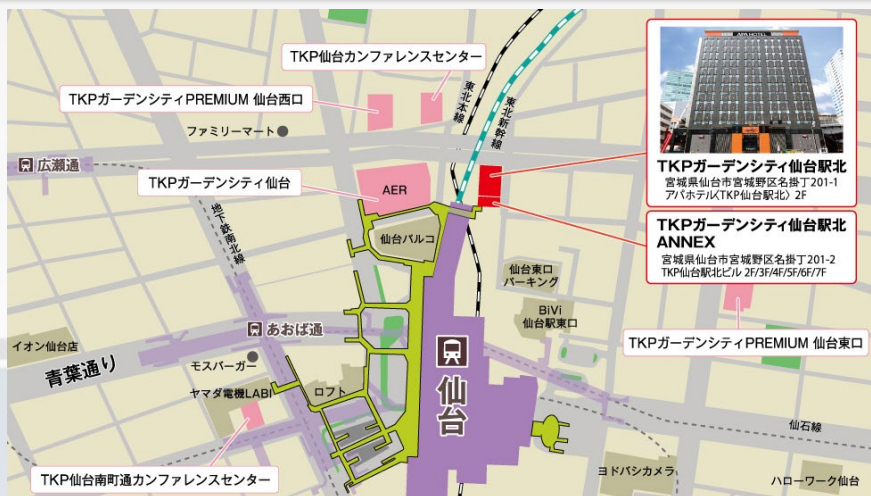 TKP仙台カンファレンスセンター
TKPガーデンシティPREMIUM 仙台西口
ファミリーマート
東北本線
東北新幹線
広瀬通
TKPガーデンシティ仙台
AER
地下鉄南北線
仙台パルコ
APA HOTEL
TKPガーデンシティ仙台駅北
宮城県仙台市宮城野区名掛丁201-1
アパホテル〈TKP仙台駅北〉 2F
TKPガーデンシティ仙台駅北
ANNEX
宮城県仙台市宮城野区名掛丁201-2
TKP仙台駅北ビル 2F/3F/4F/5F/6F/7F
仙台東口
パーキング
BiVi
仙台駅東口
TKPガーデンシティPREMIUM 仙台東口
あおば通
イオン仙台店
青葉通り
モスバーガー
ヤマダ電機LABI
ロフト
仙台
仙石線
TKP仙台南町通カンファレンスセンター
ヨドバシカメラ
ハローワーク仙台